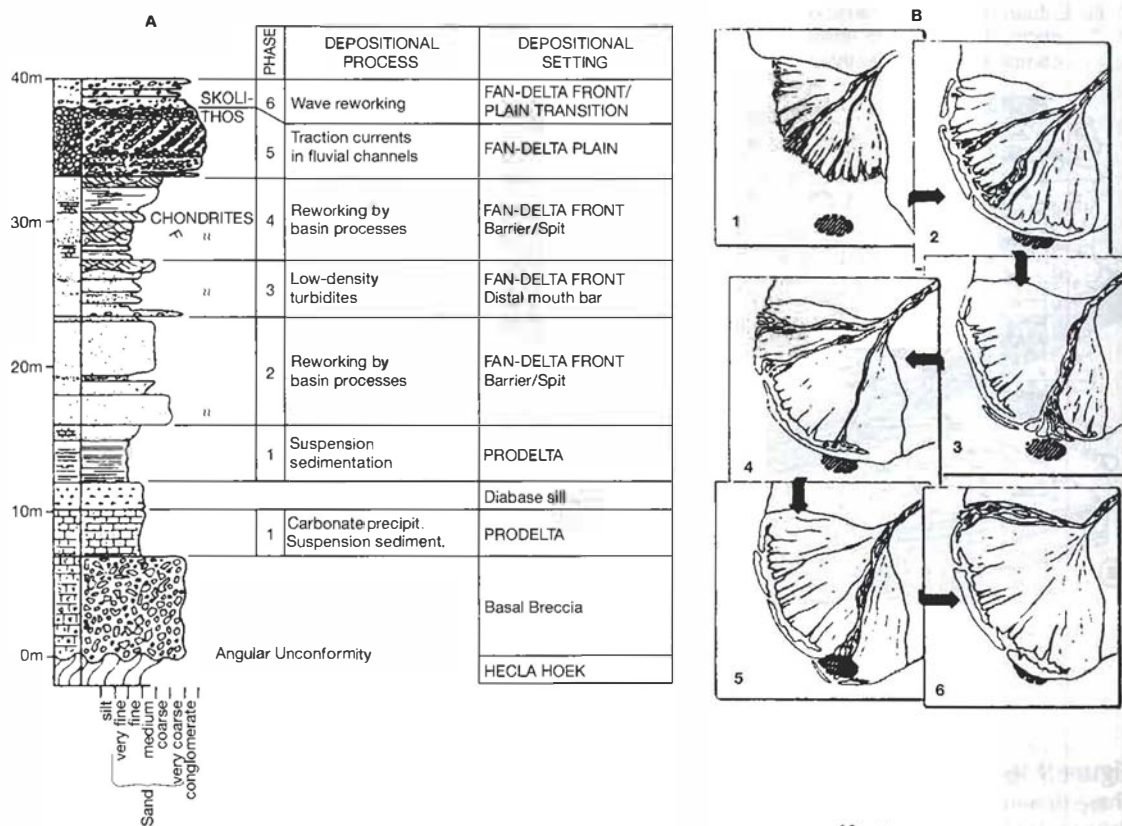 A
B
PHASE
DEPOSITIONAL
PROCESS
DEPOSITIONAL
SETTING
40m
SKOLI-
THOS
6
Wave reworking
FAN-DELTA FRONT/
PLAIN TRANSITION
5
Traction currents
in fluvial channels
FAN-DELTA PLAIN
30m
CHONDRITES
4
Reworking by
basin processes
FAN-DELTA FRONT
Barrier/Spit
3
Low-density
turbidites
FAN-DELTA FRONT
Distal mouth bar
20m
2
Reworking by
basin processes
FAN-DELTA FRONT
Barrier/Spit
1
Suspension
sedimentation
PRODELTA
Diabase sill
10m
1
Carbonate precipit.
Suspension sediment.
PRODELTA
Basal Breccia
0m
Angular Unconformity
HECLA HOEK
silt
very fine
fine
medium
coarse
very coarse
conglomerate
Sand
1
2
3
4
5
6